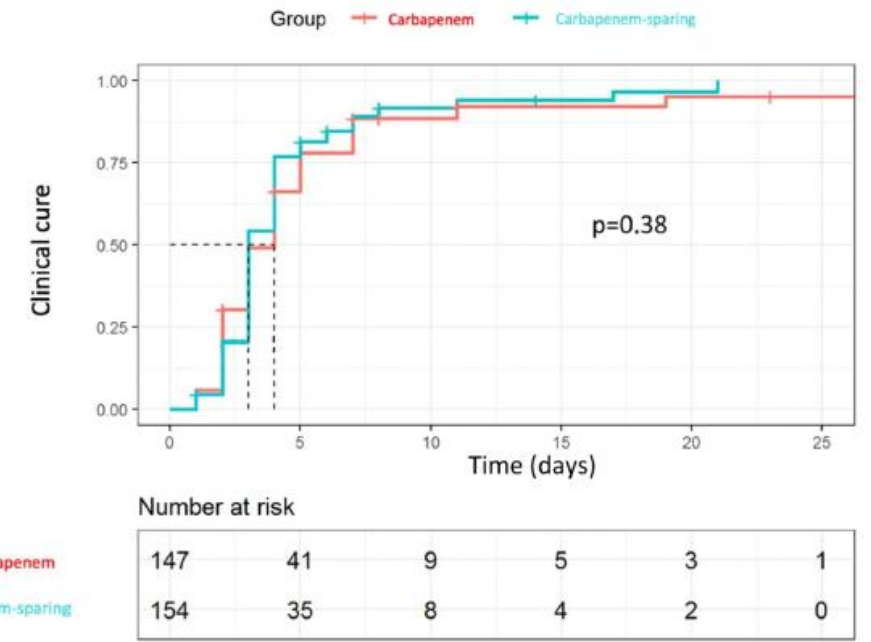 Group Carbapenem Carbapenem-sparing
1.00
0.75
0.50
0.25
0.00
Clinical cure
p=0.38
0 5 10 15 20 25
Time (days)
Number at risk
apenem 147 41 9 5 3 1
m-sparing 154 35 8 4 2 0